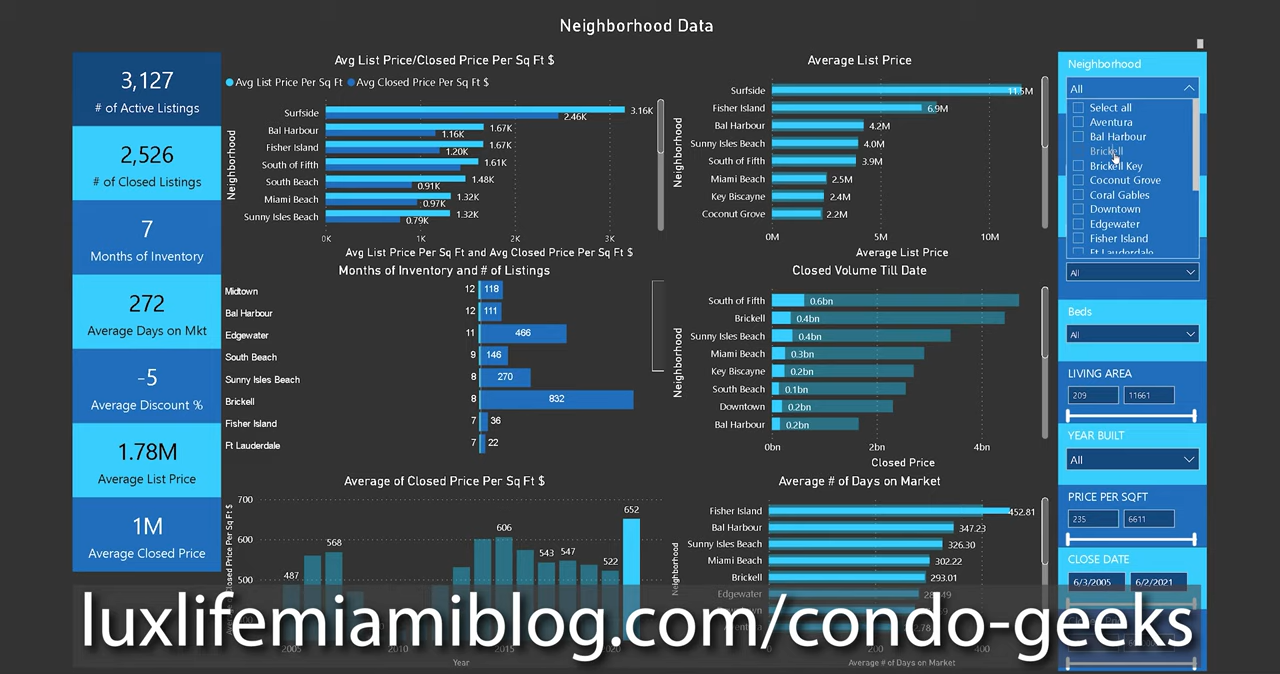 Neighborhood Data
3,127
# of Active Listings
2,526
# of Closed Listings
7
Months of Inventory
272
Average Days on Mkt
-5
Average Discount %
1.78M
Average List Price
1M
Average Closed Price
Avg List Price/Closed Price Per Sq Ft $
Avg List Price Per Sq Ft Avg Closed Price Per Sq Ft $
Neighborhood
Surfside 3.16K 2.46K
Bal Harbour 1.67K 1.16K
Fisher Island 1.67K 1.20K
South of Fifth 1.61K
South Beach 1.48K 0.91K
Miami Beach 1.32K 0.97K
Sunny Isles Beach 1.32K 0.79K
0K 1K 2K 3K
Avg List Price Per Sq Ft and Avg Closed Price Per Sq Ft $
Average List Price
Neighborhood
Surfside 11.5M
Fisher Island 6.9M
Bal Harbour 4.2M
Sunny Isles Beach 4.0M
South of Fifth 3.9M
Miami Beach 2.5M
Key Biscayne 2.4M
Coconut Grove 2.2M
0M 5M 10M
Average List Price
Months of Inventory and # of Listings
Midtown 12 118
Bal Harbour 12 111
Edgewater 11 466
South Beach 9 146
Sunny Isles Beach 8 270
Brickell 8 832
Fisher Island 7 36
Ft Lauderdale 7 22
Closed Volume Till Date
Neighborhood
South of Fifth 0.6bn
Brickell 0.4bn
Sunny Isles Beach 0.4bn
Miami Beach 0.3bn
Key Biscayne 0.2bn
South Beach 0.1bn
Downtown 0.2bn
Bal Harbour 0.2bn
0bn 2bn 4bn
Closed Price
Average of Closed Price Per Sq Ft $
Closed Price Per Sq Ft $
700
600
500
487 568 606 543 547 522 652
2005 2010 2015 2020
Year
Average # of Days on Market
Neighborhood
Fisher Island 452.81
Bal Harbour 347.23
Sunny Isles Beach 326.30
Miami Beach 302.22
Brickell 293.01
Edgewater
0 200 400
Average # of Days on Market
Neighborhood
All
Select all
Aventura
Bal Harbour
Brickell
Brickell Key
Coconut Grove
Coral Gables
Downtown
Edgewater
Fisher Island
Ft Lauderdale
All
Beds
All
LIVING AREA
209 11661
YEAR BUILT
All
PRICE PER SQFT
235 6611
CLOSE DATE
6/3/2005 6/2/2021
luxlifemiamiblog.com/condo-geeks